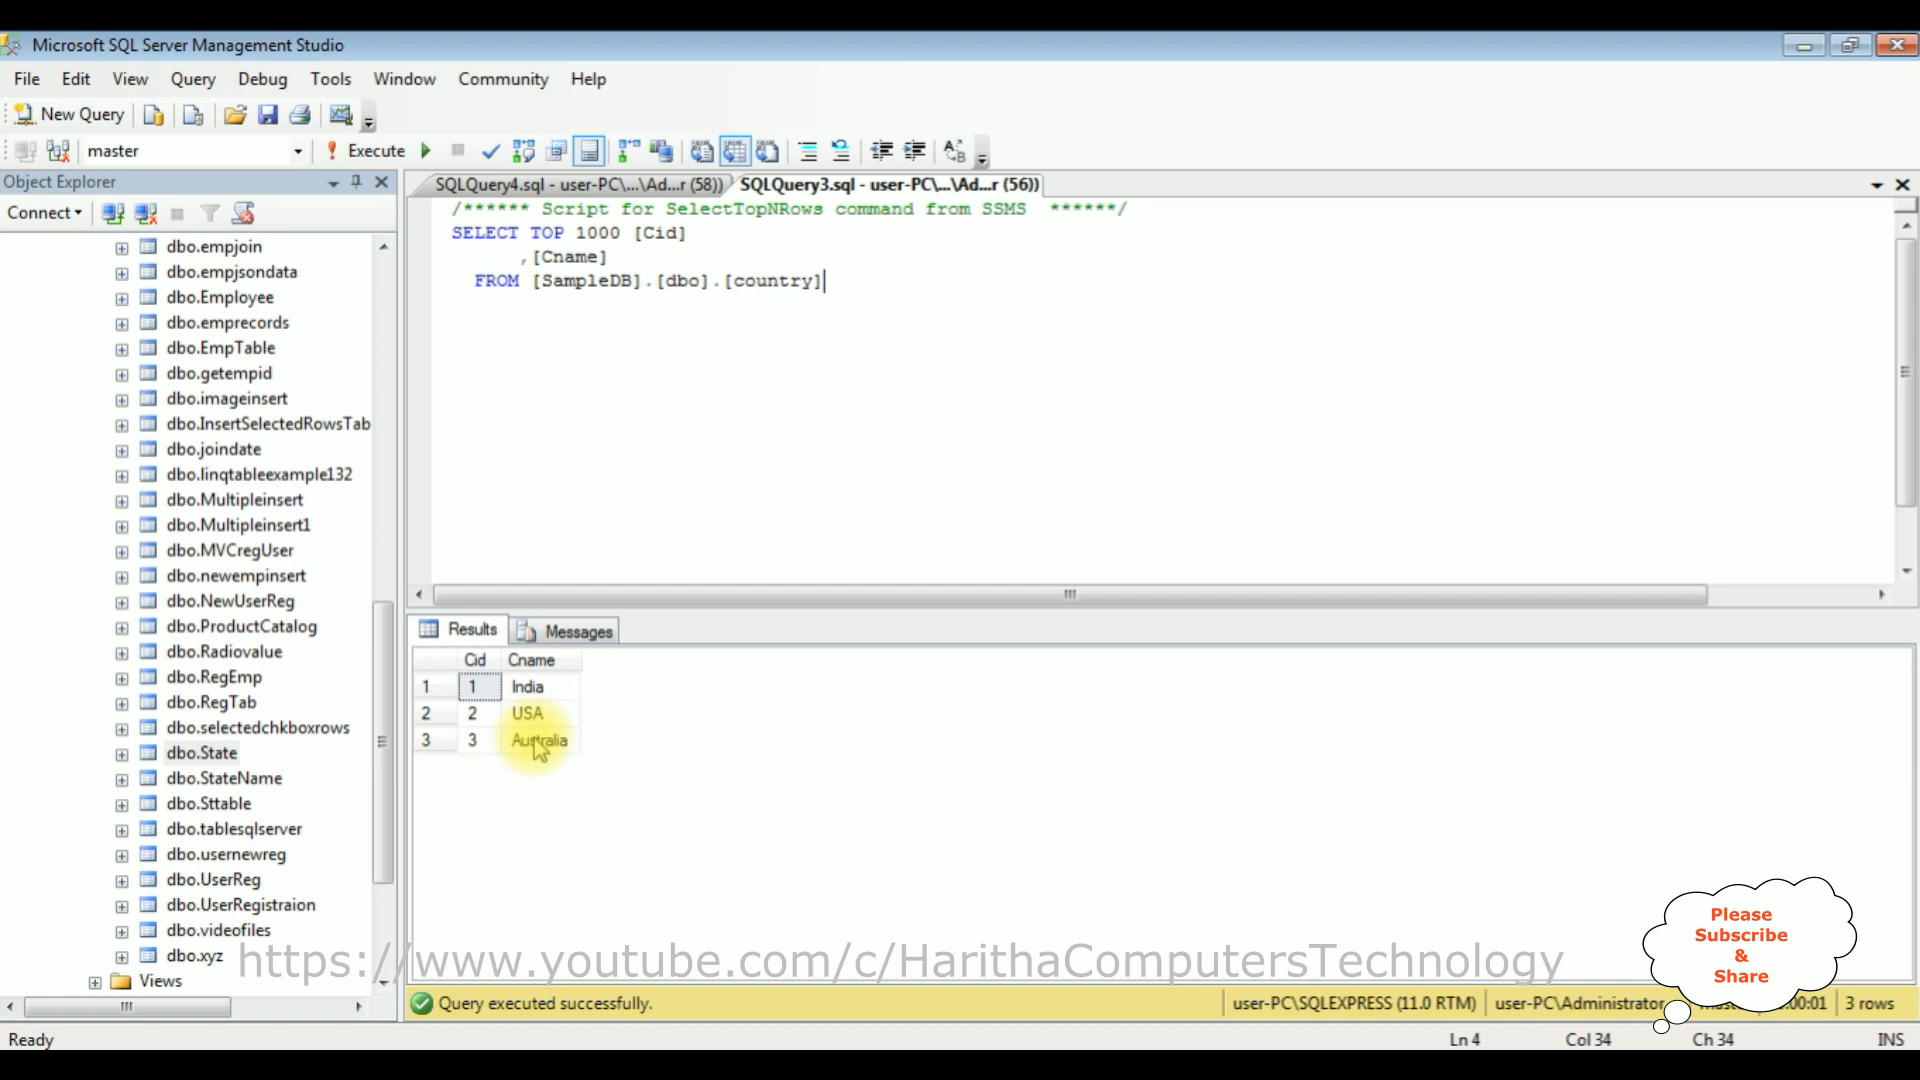 Microsoft SQL Server Management Studio
File Edit View Query Debug Tools Window Community Help
New Query
master Execute
Object Explorer
SQLQuery4.sql - user-PC\...\Ad...r (58)) SQLQuery3.sql - user-PC\...\Ad...r (56))
Connect
/****** Script for SelectTopNRows command from SSMS ******/
SELECT TOP 1000 [Cid]
,[Cname]
FROM [SampleDB].[dbo].[country]
dbo.empjoin
dbo.empjsondata
dbo.Employee
dbo.emprecords
dbo.EmpTable
dbo.getempid
dbo.imageinsert
dbo.InsertSelectedRowsTab
dbo.joindate
dbo.linqtableexample132
dbo.Multipleinsert
dbo.Multipleinsert1
dbo.MVCregUser
dbo.newempinsert
dbo.NewUserReg
dbo.ProductCatalog
dbo.Radiovalue
dbo.RegEmp
dbo.RegTab
dbo.selectedchkboxrows
dbo.State
dbo.StateName
dbo.Sttable
dbo.tablesqlserver
dbo.usernewreg
dbo.UserReg
dbo.UserRegistraion
dbo.videofiles
dbo.xyz
Views
Results Messages
Cid Cname
1 1 India
2 2 USA
3 3 Australia
https://www.youtube.com/c/HarithaComputersTechnology
Please
Subscribe
&
Share
Query executed successfully. user-PC\SQLEXPRESS (11.0 RTM) user-PC\Administrator :00:01 3 rows
Ready Ln 4 Col 34 Ch 34 INS